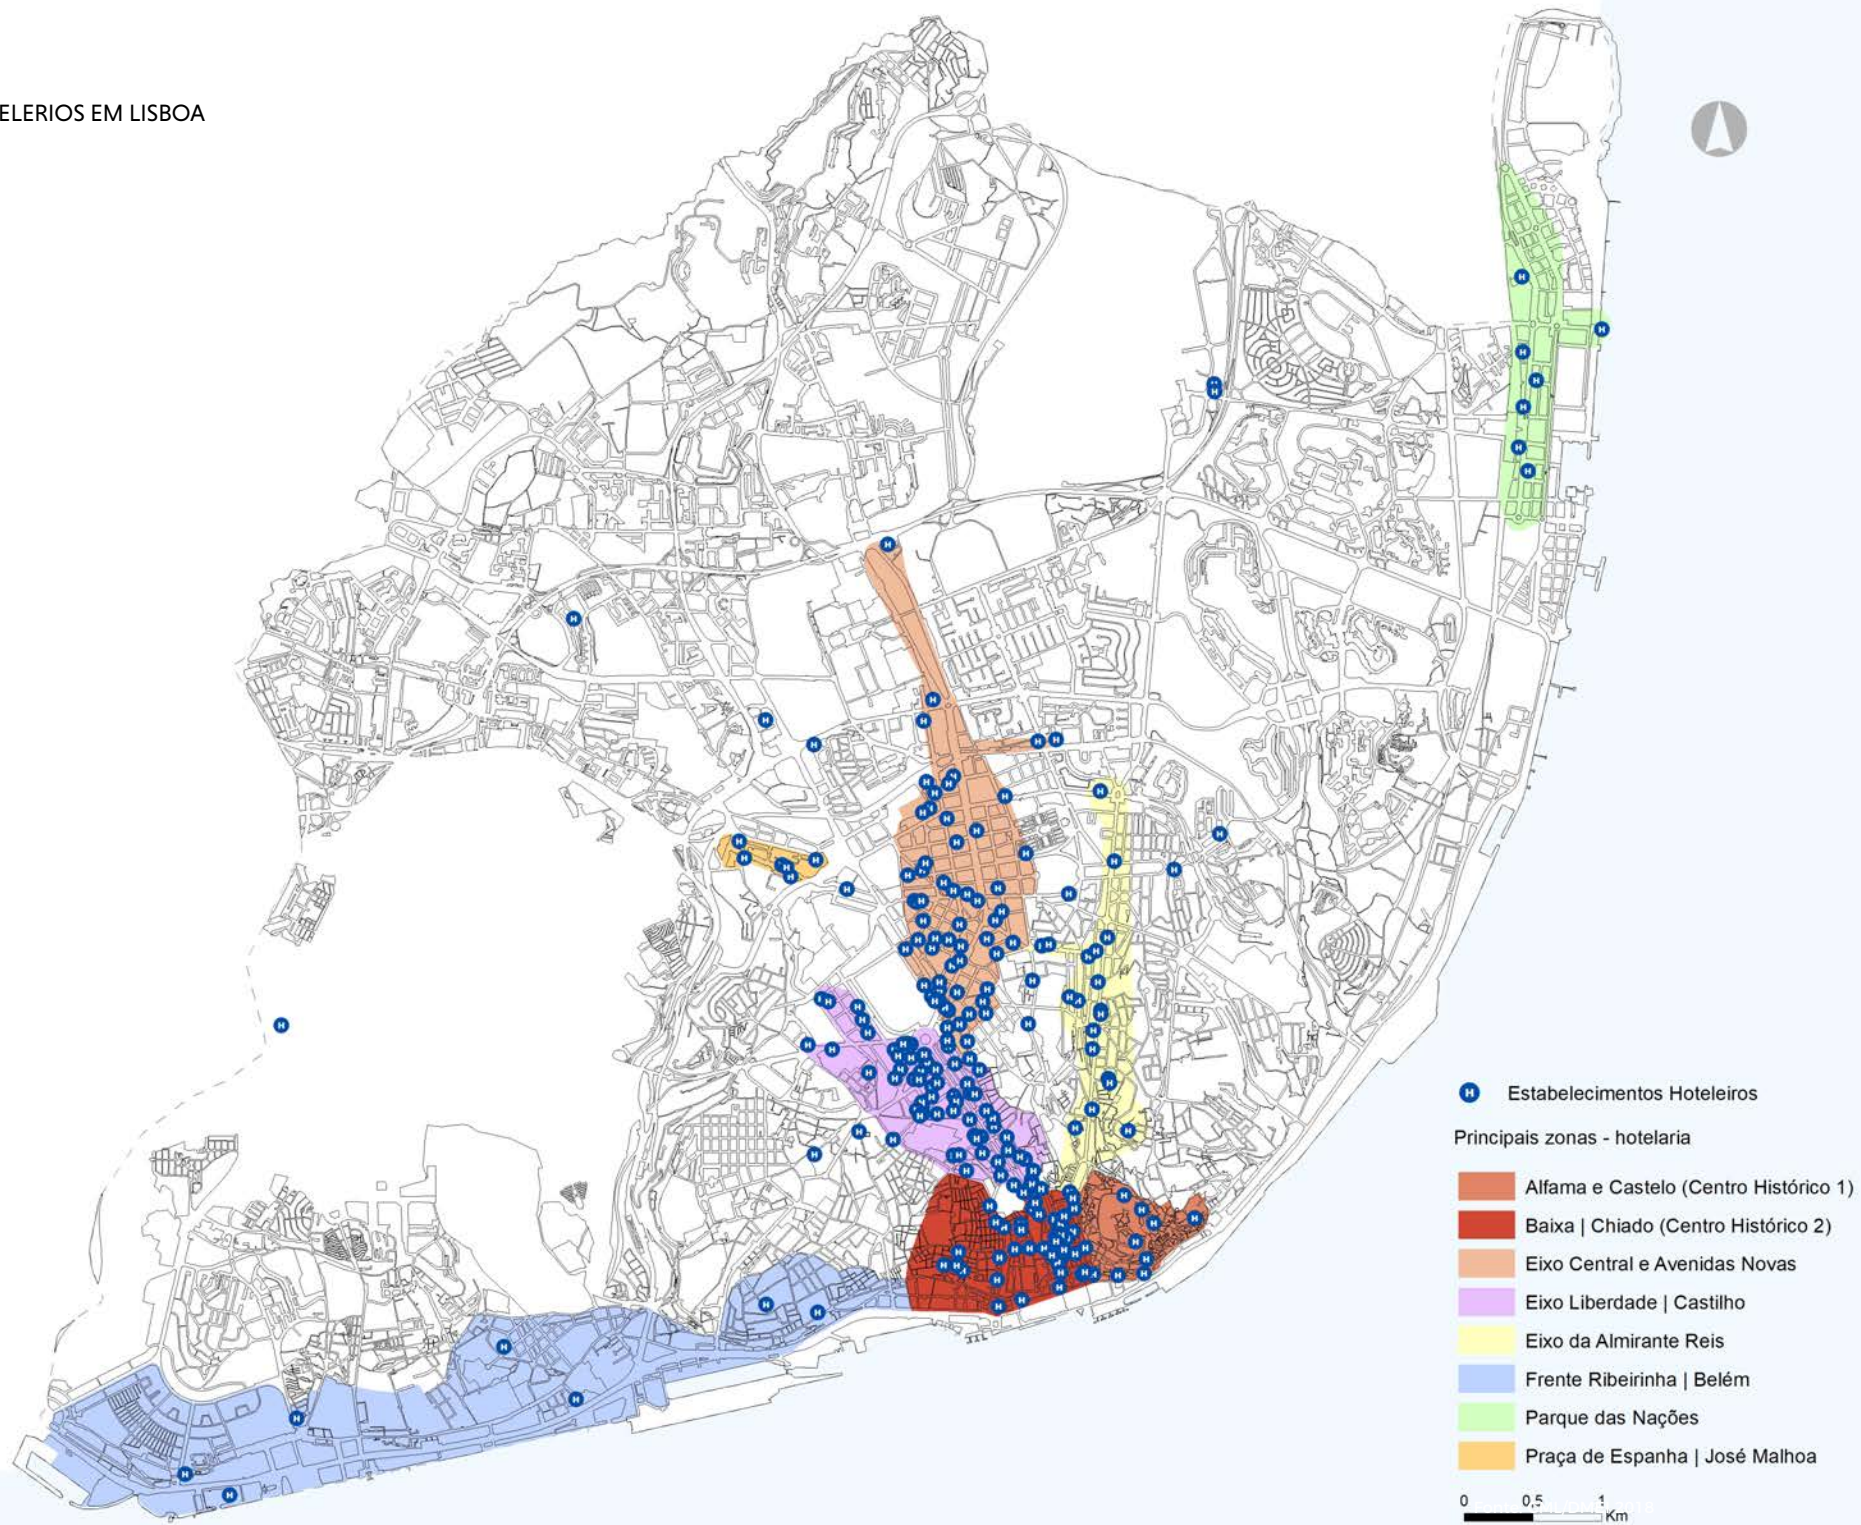 ELERIOS EM LISBOA
H Estabelecimentos Hoteleiros
Principais zonas - hotelaria
Alfama e Castelo (Centro Histórico 1)
Baixa | Chiado (Centro Histórico 2)
Eixo Central e Avenidas Novas
Eixo Liberdade | Castilho
Eixo da Almirante Reis
Frente Ribeirinha | Belém
Parque das Nações
Praça de Espanha | José Malhoa
0 0,5 1
Km